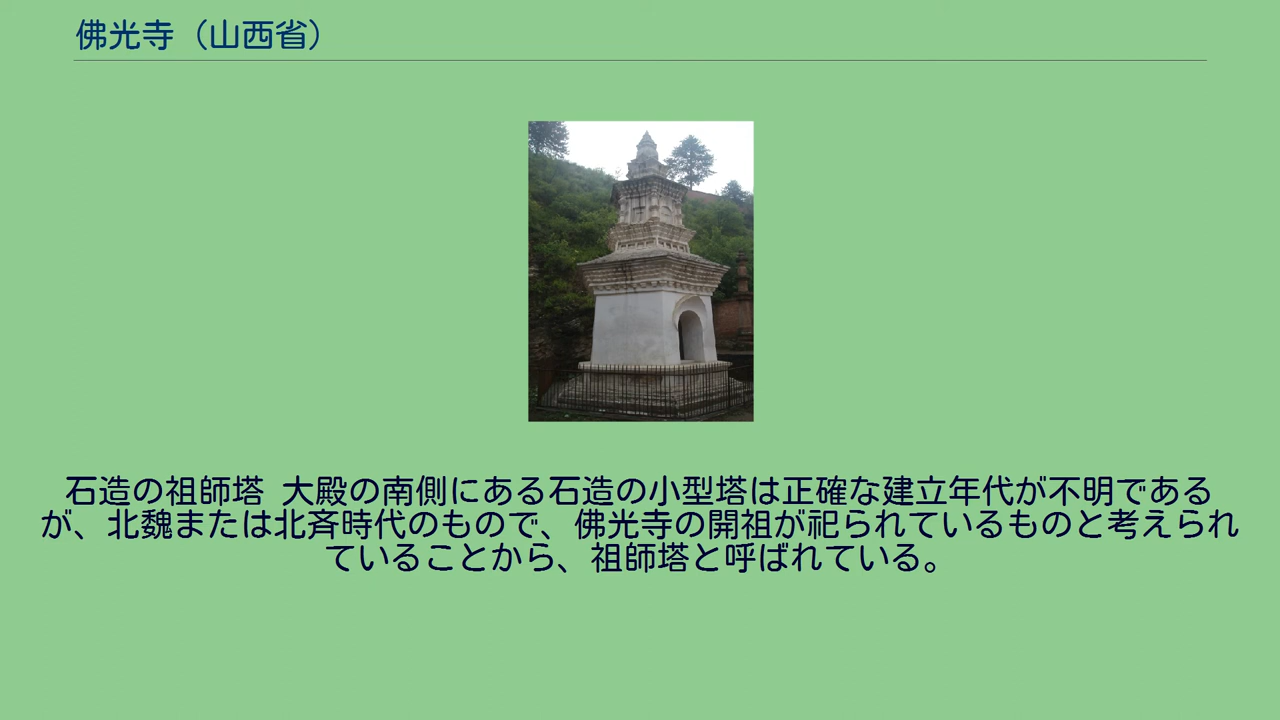 佛光寺（山西省）
石造の祖師塔 大殿の南側にある石造の小型塔は正確な建立年代が不明である
が、北魏または北斉時代のもので、佛光寺の開祖が祀られているものと考えられ
ていることから、祖師塔と呼ばれている。